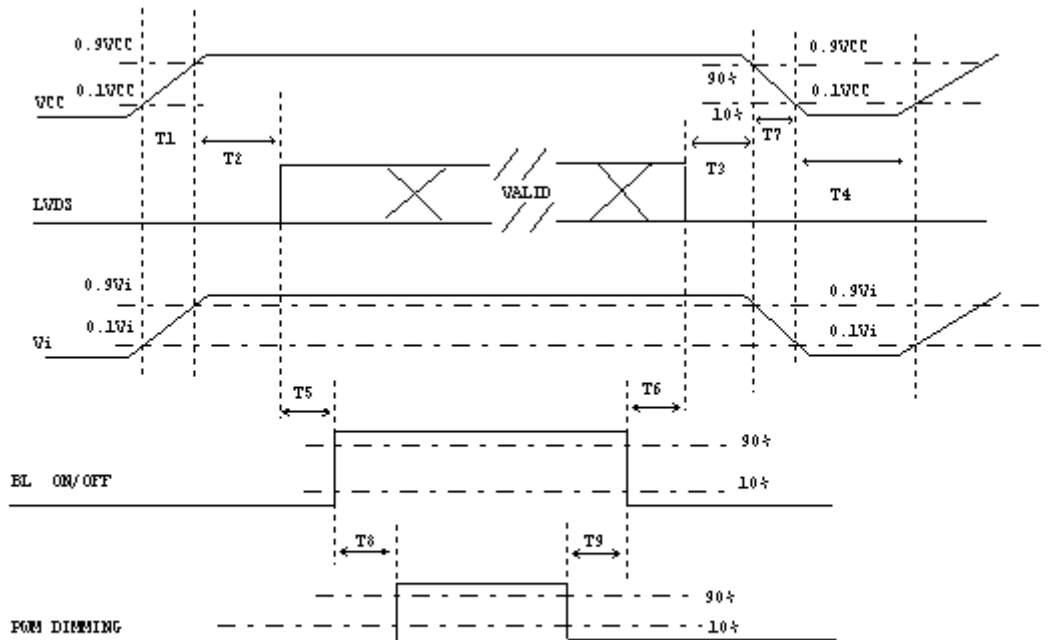 0.9VCC 0.9VCC
90%
VCC 0.1VCC 0.1VCC
10%
T1 T2 T3 T7 T4
LVDS VALID
0.9Vi 0.9Vi
0.1Vi 0.1Vi
Vi
T5 T6
90%
BL ON/OFF 10%
T8 T9
90%
PWM DIMMING 10%